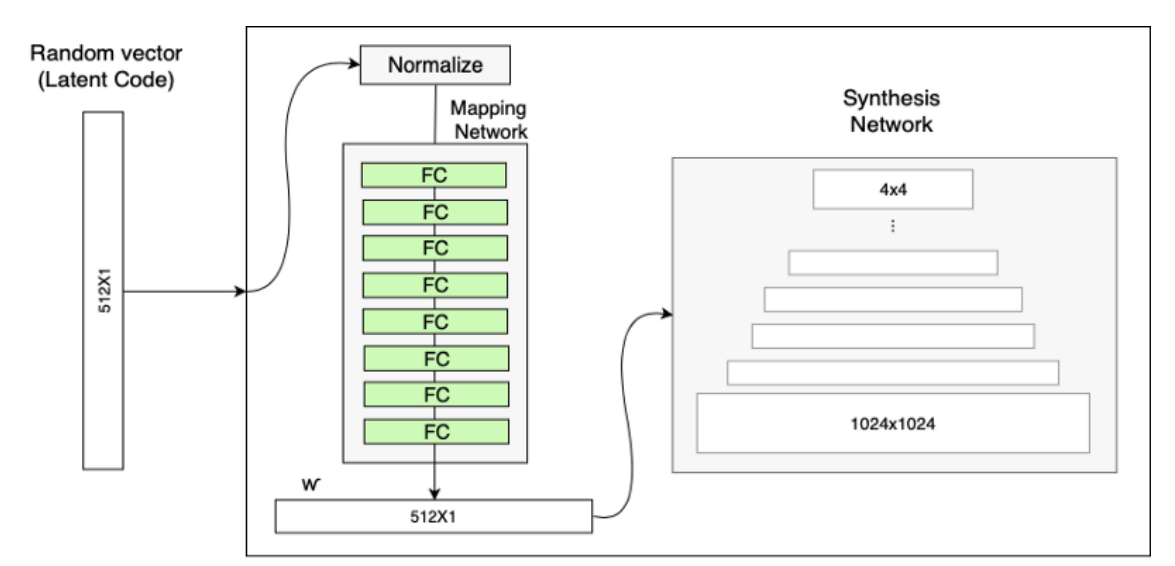 Random vector
(Latent Code)
512X1
Normalize
Mapping
Network
FC
FC
FC
FC
FC
FC
FC
FC
w
512X1
Synthesis
Network
4x4
⋮
1024x1024